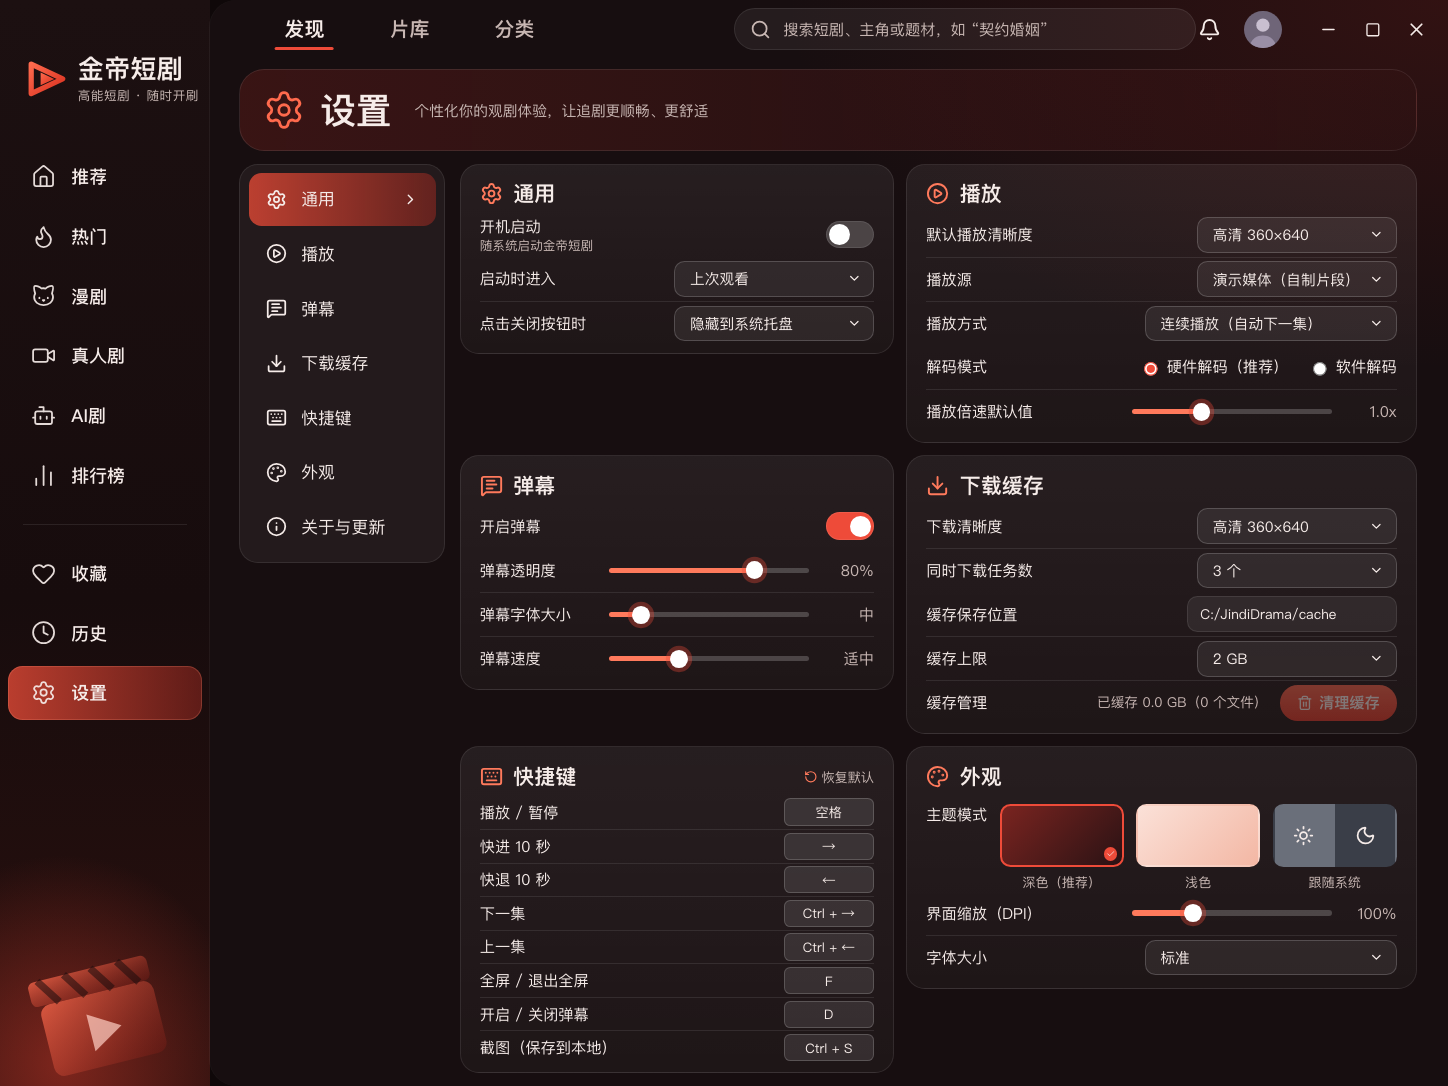 金帝短剧
高能短剧 · 随时开刷
推荐
热门
漫剧
真人剧
AI剧
排行榜
收藏
历史
设置
发现
片库
分类
搜索短剧、主角或题材，如 “契约婚姻”
设置
个性化你的观剧体验，让追剧更顺畅、更舒适
通用
播放
弹幕
下载缓存
快捷键
外观
关于与更新
通用
开机启动
随系统启动金帝短剧
启动时进入
上次观看
点击关闭按钮时
隐藏到系统托盘
播放
默认播放清晰度
高清 360×640
播放源
演示媒体（自制片段）
播放方式
连续播放（自动下一集）
解码模式
硬件解码（推荐）
软件解码
播放倍速默认值
1.0x
弹幕
开启弹幕
弹幕透明度
80%
弹幕字体大小
中
弹幕速度
适中
下载缓存
下载清晰度
高清 360×640
同时下载任务数
3 个
缓存保存位置
C:/JindiDrama/cache
缓存上限
2 GB
缓存管理
已缓存 0.0 GB（0 个文件）
清理缓存
快捷键
恢复默认
播放 / 暂停
空格
快进 10 秒
→
快退 10 秒
←
下一集
Ctrl + →
上一集
Ctrl + ←
全屏 / 退出全屏
F
开启 / 关闭弹幕
D
截图（保存到本地）
Ctrl + S
外观
主题模式
深色（推荐）
浅色
跟随系统
界面缩放（DPI）
100%
字体大小
标准